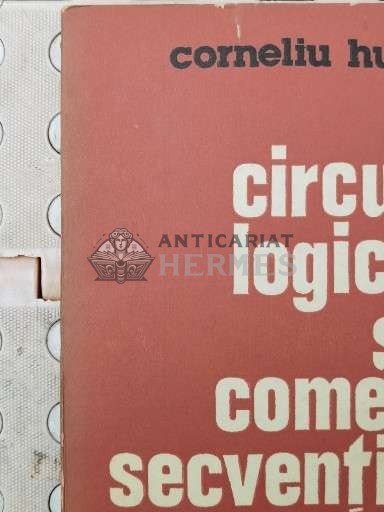 corneliu hu
circu
logic
ș
come
secvenți
ANTICARIAT
HERMES